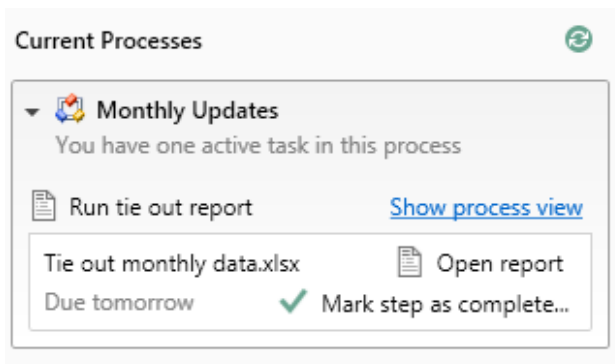 Current Processes
Monthly Updates
You have one active task in this process
Run tie out report Show process view
Tie out monthly data.xlsx Open report
Due tomorrow Mark step as complete...